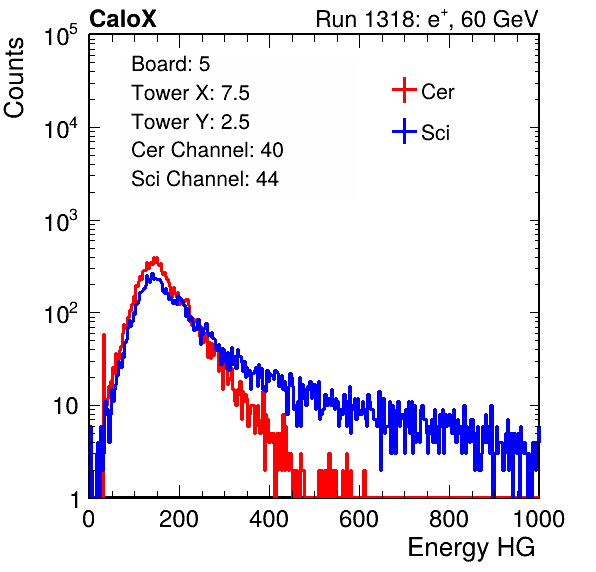 CaloX Run 1318: e⁺, 60 GeV
Counts
Board: 5
Tower X: 7.5
Tower Y: 2.5
Cer Channel: 40
Sci Channel: 44
Cer
Sci
10⁵
10⁴
10³
10²
10
1
0 200 400 600 800 1000
Energy HG